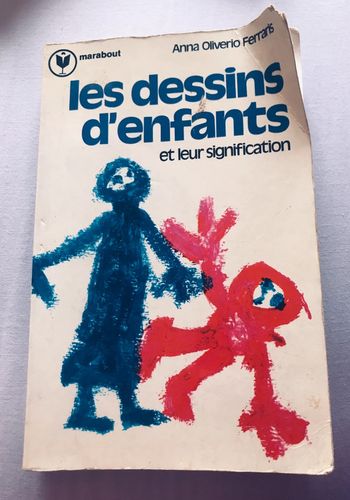 marabout
Anna Oliverio Ferraris
les dessins
d'enfants
et leur signification